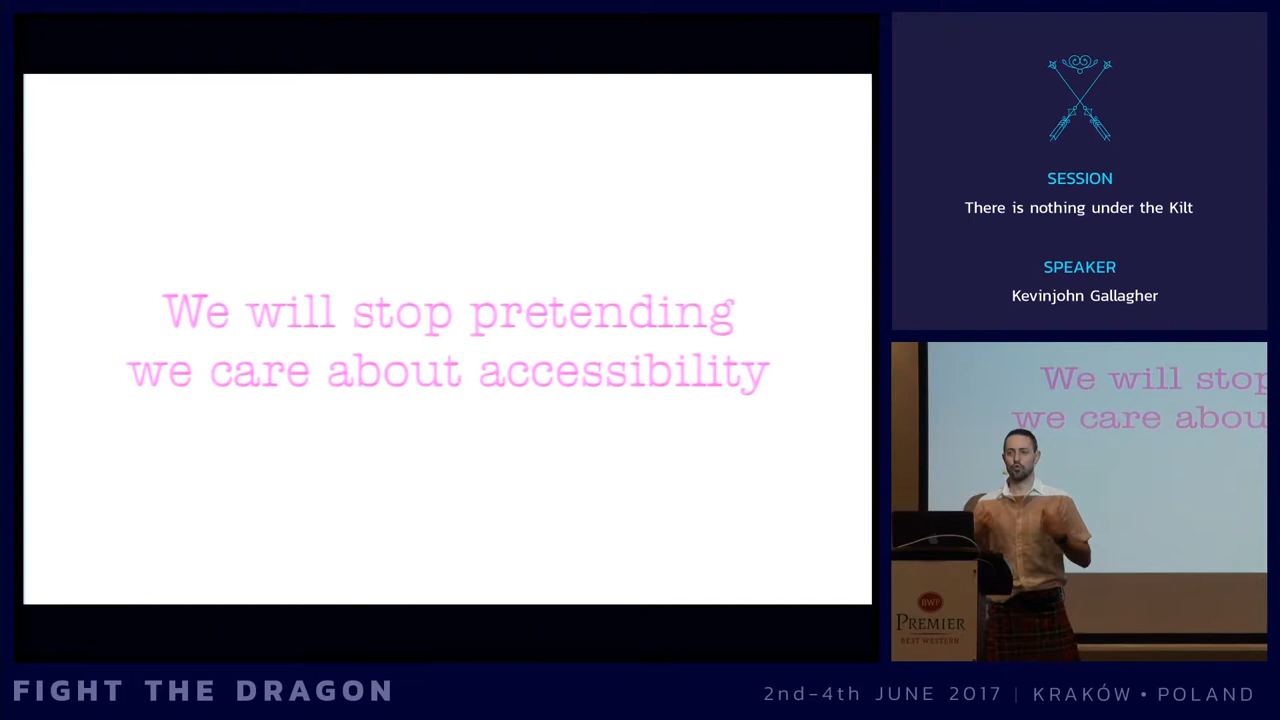 We will stop pretending
we care about accessibility
SESSION
There is nothing under the Kilt
SPEAKER
Kevinjohn Gallagher
We will stop
we care abou
BWP
PREMIER
BEST WESTERN
FIGHT THE DRAGON
2nd-4th JUNE 2017 | KRAKÓW • POLAND